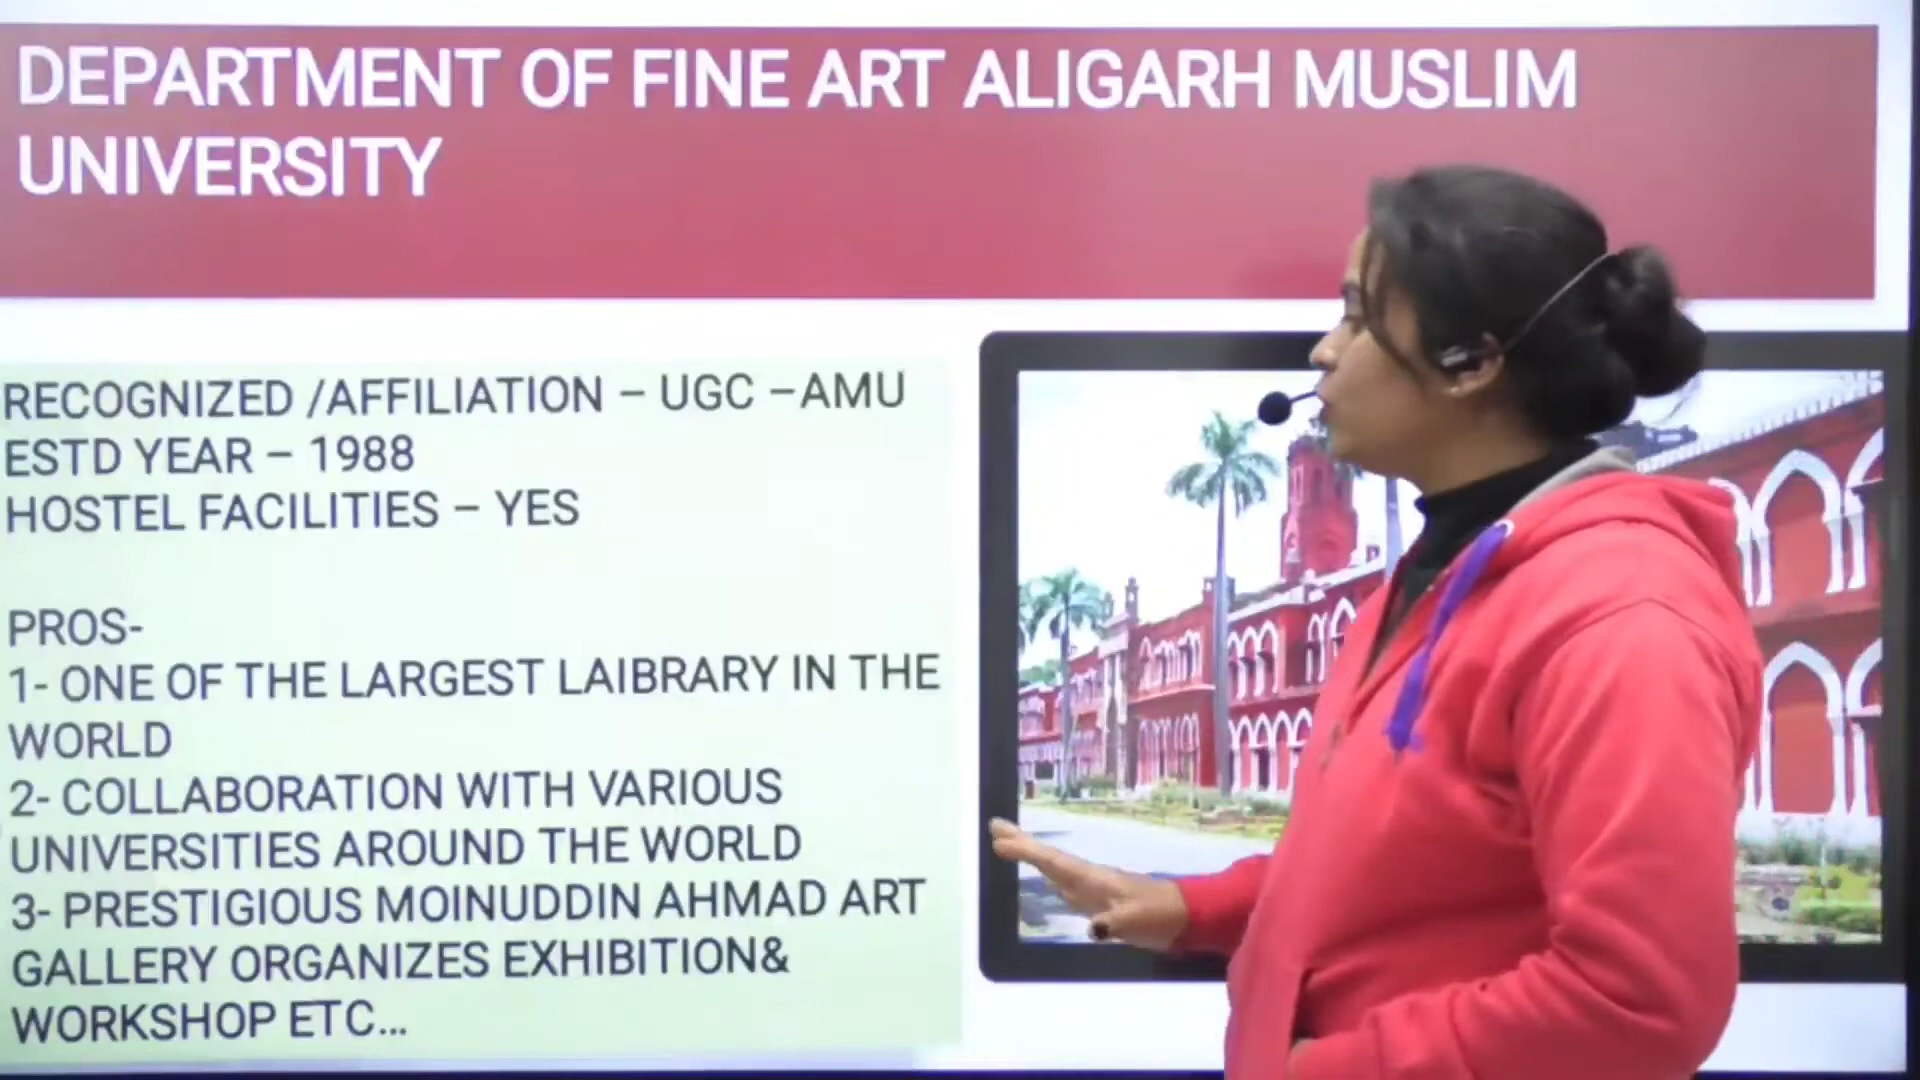 DEPARTMENT OF FINE ART ALIGARH MUSLIM
UNIVERSITY
RECOGNIZED /AFFILIATION – UGC –AMU
ESTD YEAR – 1988
HOSTEL FACILITIES – YES
PROS-
1- ONE OF THE LARGEST LAIBRARY IN THE
WORLD
2- COLLABORATION WITH VARIOUS
UNIVERSITIES AROUND THE WORLD
3- PRESTIGIOUS MOINUDDIN AHMAD ART
GALLERY ORGANIZES EXHIBITION&
WORKSHOP ETC...